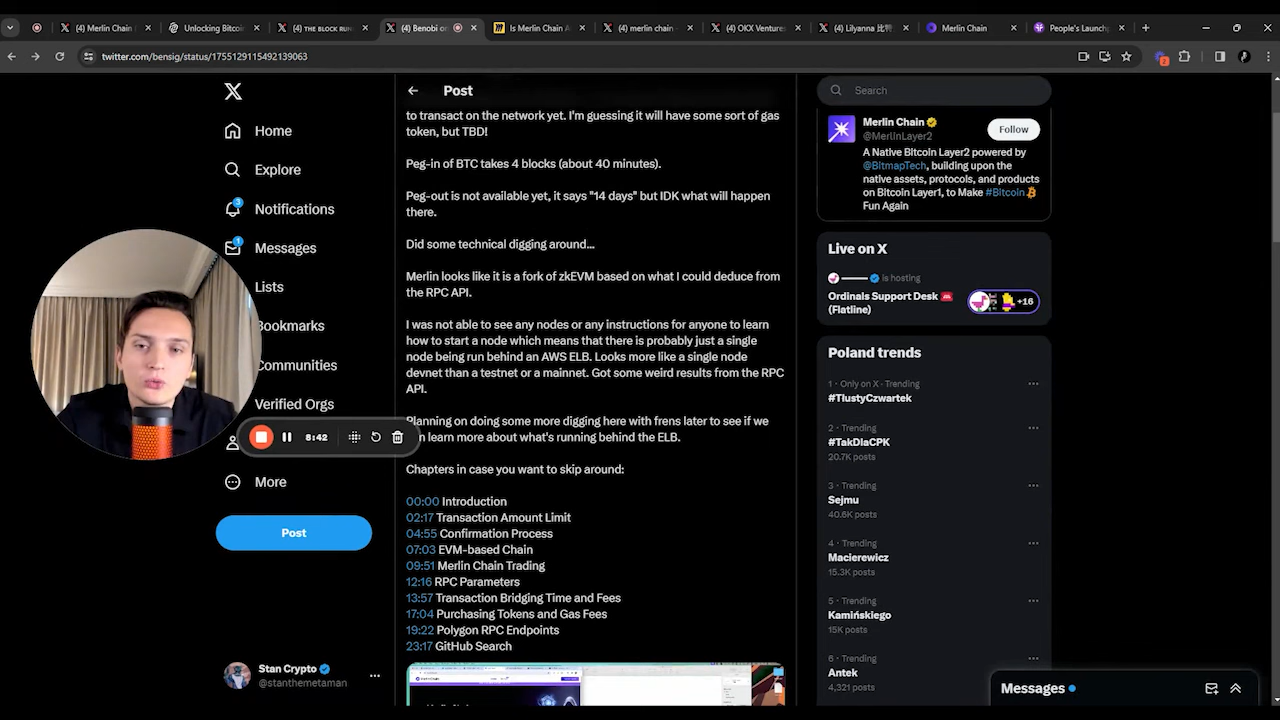 (4) Merlin Chain
Unlocking Bitcoi
(4) THE BLOCK RUN
(4) Benobi on
Is Merlin Chain A
(4) merlin chain -
(4) OKX Ventures
(4) Lilyanna 比特
Merlin Chain
People's Launchp
twitter.com/bensig/status/1755129115492139063
2
Home
Explore
3
Notifications
1
Messages
Lists
Bookmarks
Communities
Verified Orgs
8:42
More
Post
Stan Crypto
@stanthemetaman
Post
to transact on the network yet. I'm guessing it will have some sort of gas
token, but TBD!
Peg-in of BTC takes 4 blocks (about 40 minutes).
Peg-out is not available yet, it says "14 days" but IDK what will happen
there.
Did some technical digging around...
Merlin looks like it is a fork of zkEVM based on what I could deduce from
the RPC API.
I was not able to see any nodes or any instructions for anyone to learn
how to start a node which means that there is probably just a single
node being run behind an AWS ELB. Looks more like a single node
devnet than a testnet or a mainnet. Got some weird results from the RPC
API.
Planning on doing some more digging here with frens later to see if we
n learn more about what's running behind the ELB.
Chapters in case you want to skip around:
00:00 Introduction
02:17 Transaction Amount Limit
04:55 Confirmation Process
07:03 EVM-based Chain
09:51 Merlin Chain Trading
12:16 RPC Parameters
13:57 Transaction Bridging Time and Fees
17:04 Purchasing Tokens and Gas Fees
19:22 Polygon RPC Endpoints
23:17 GitHub Search
Search
Merlin Chain
@MerlinLayer2
Follow
A Native Bitcoin Layer2 powered by
@BitmapTech, building upon the
native assets, protocols, and products
on Bitcoin Layer1, to Make #Bitcoin
Fun Again
Live on X
is hosting
Ordinals Support Desk
(Flatline)
+16
Poland trends
1 · Only on X · Trending
#TłustyCzwartek
2 · Trending
#TakDlaCPK
20.7K posts
3 · Trending
Sejmu
40.6K posts
4 · Trending
Macierewicz
15.3K posts
5 · Trending
Kamińskiego
15K posts
6 · Trending
Antek
4,321 posts
Messages